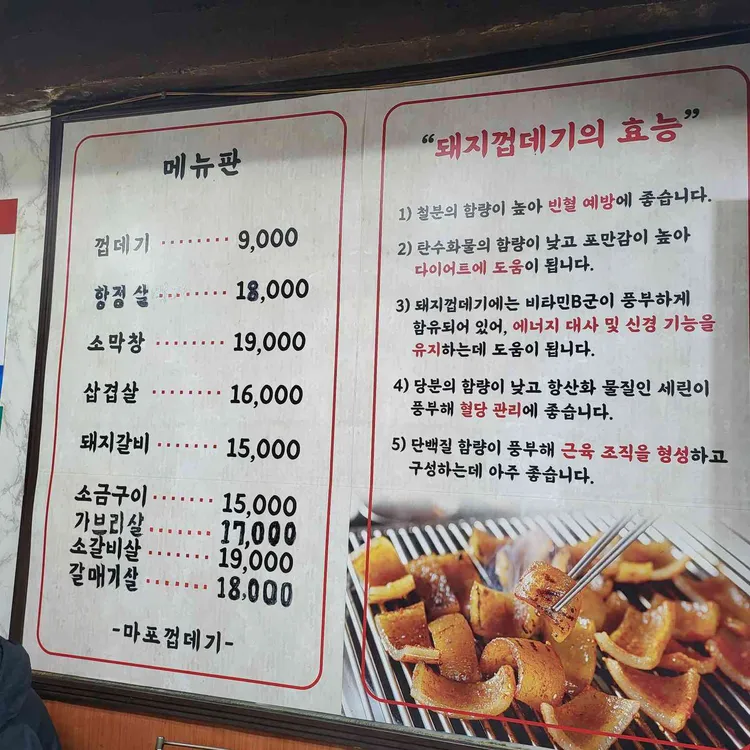 메뉴판
껍데기 ········ 9,000
항정살 ········ 18,000
소막창 ········ 19,000
삽겹살 ········ 16,000
돼지갈비 ······· 15,000
소금구이 ······· 15,000
가브리살 ······· 17,000
소갈비살 ······· 19,000
갈매기살 ······· 18,000
-마포껍데기-
“돼지껍데기의 효능”
1) 철분의 함량이 높아 빈혈 예방에 좋습니다.
2) 탄수화물의 함량이 낮고 포만감이 높아
다이어트에 도움이 됩니다.
3) 돼지껍데기에는 비타민B군이 풍부하게
함유되어 있어, 에너지 대사 및 신경 기능을
유지하는데 도움이 됩니다.
4) 당분의 함량이 낮고 항산화 물질인 세린이
풍부해 혈당 관리에 좋습니다.
5) 단백질 함량이 풍부해 근육 조직을 형성하고
구성하는데 아주 좋습니다.